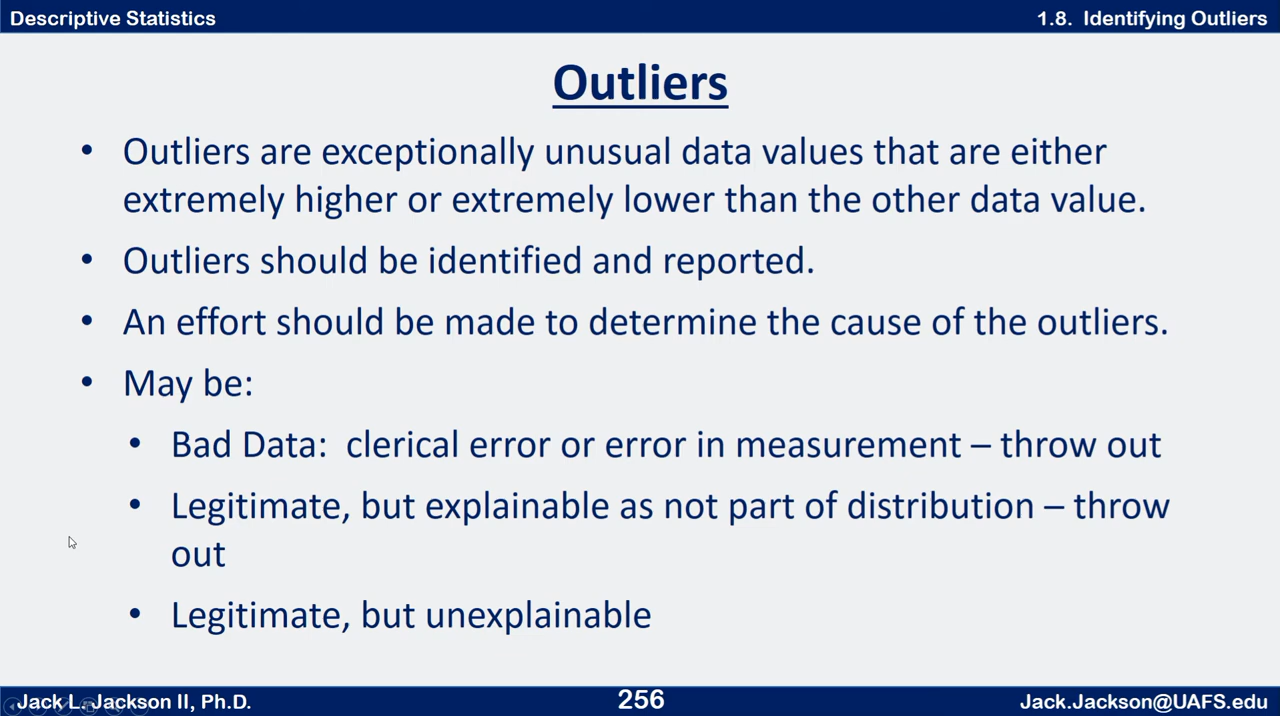 Descriptive Statistics
1.8.  Identifying Outliers
Outliers
• Outliers are exceptionally unusual data values that are either
extremely higher or extremely lower than the other data value.
• Outliers should be identified and reported.
• An effort should be made to determine the cause of the outliers.
• May be:
• Bad Data:  clerical error or error in measurement – throw out
• Legitimate, but explainable as not part of distribution – throw
out
• Legitimate, but unexplainable
Jack L. Jackson II, Ph.D.
256
Jack.Jackson@UAFS.edu